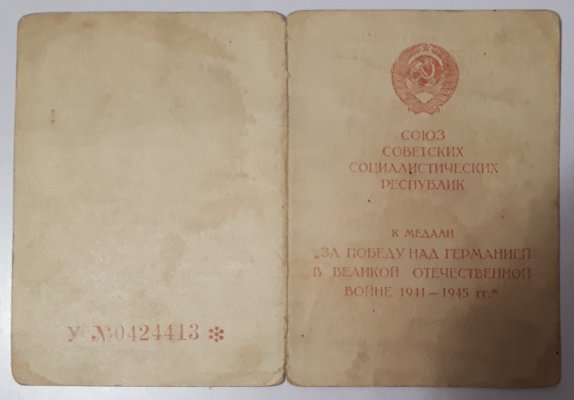 У №0424413 *
СОЮЗ
СОВЕТСКИХ
СОЦИАЛИСТИЧЕСКИХ
РЕСПУБЛИК
К МЕДАЛИ
„ЗА ПОБЕДУ НАД ГЕРМАНИЕЙ
В ВЕЛИКОЙ ОТЕЧЕСТВЕННОЙ
ВОЙНЕ 1941—1945 гг."